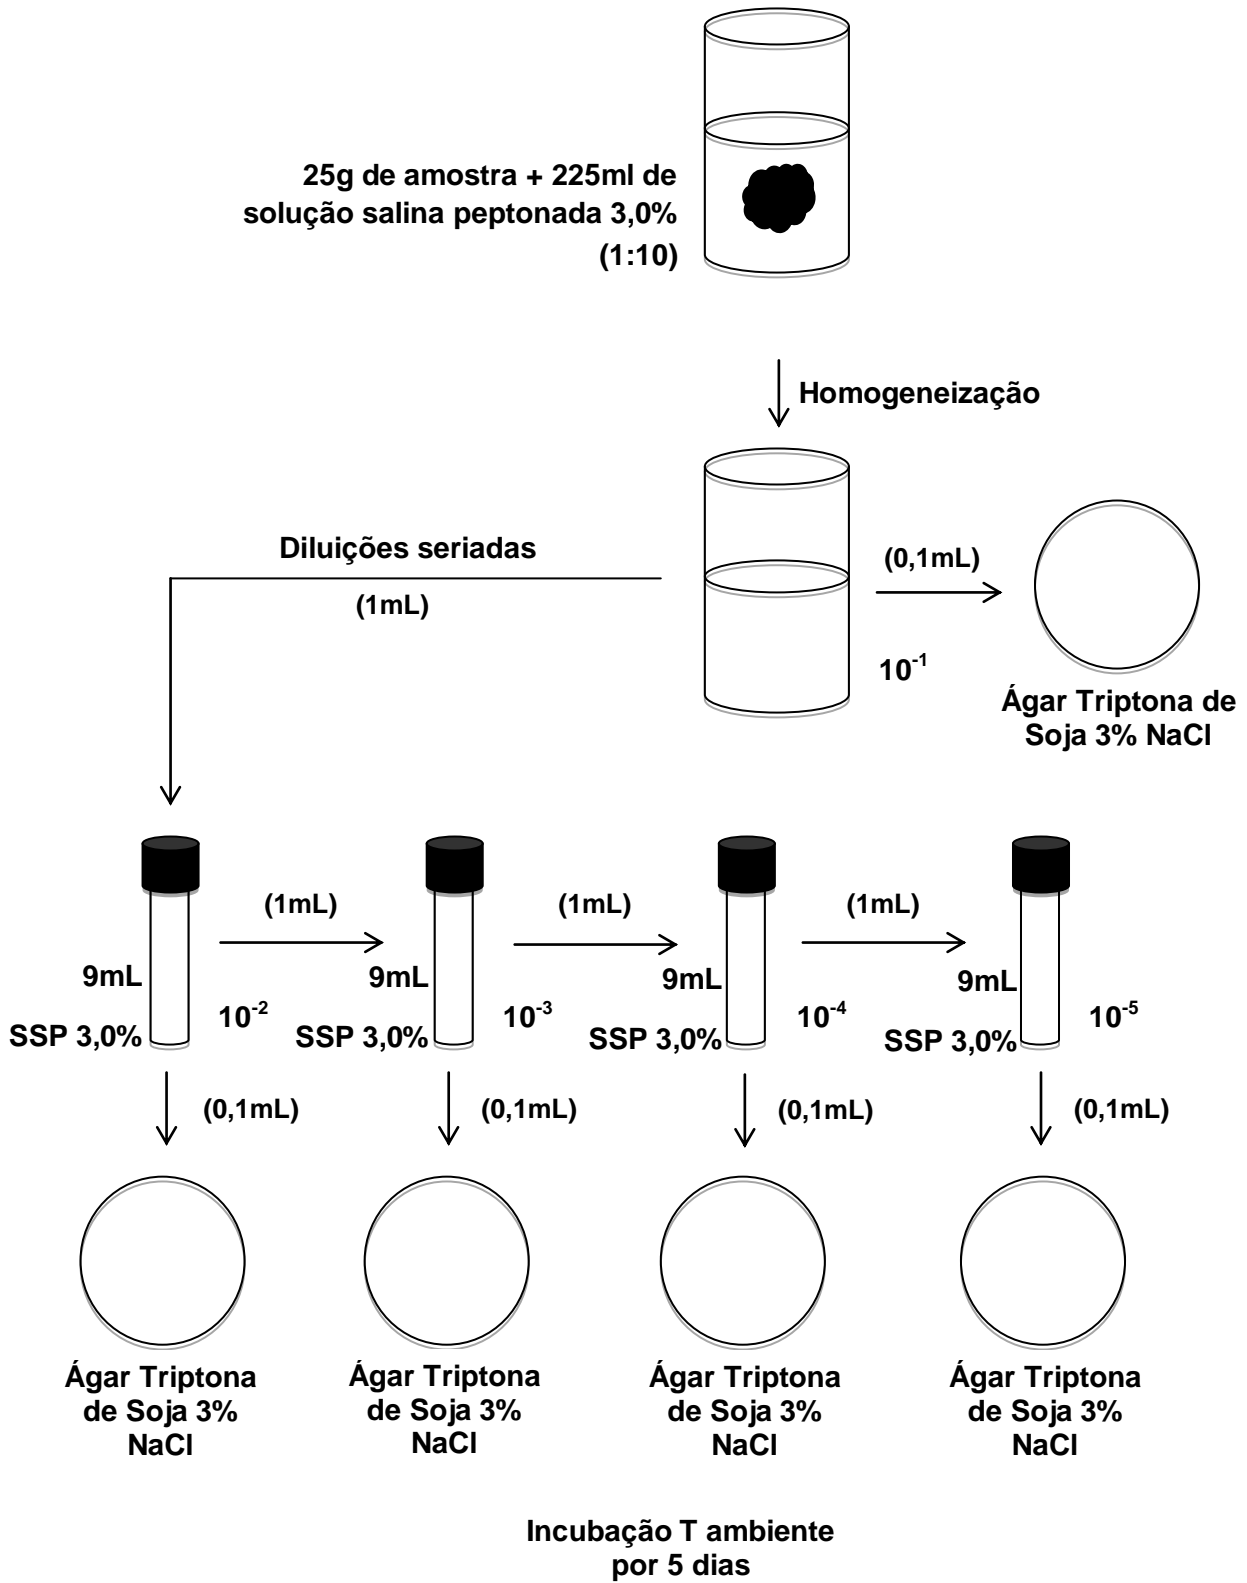 25g de amostra + 225ml de
solução salina peptonada 3,0%
(1:10)
Homogeneização
Diluições seriadas
(1mL)
(0,1mL)
10⁻¹
Ágar Triptona de
Soja 3% NaCl
(1mL)
(1mL)
(1mL)
9mL
SSP 3,0%
10⁻²
9mL
SSP 3,0%
10⁻³
9mL
SSP 3,0%
10⁻⁴
9mL
SSP 3,0%
10⁻⁵
(0,1mL)
(0,1mL)
(0,1mL)
(0,1mL)
Ágar Triptona
de Soja 3%
NaCl
Ágar Triptona
de Soja 3%
NaCl
Ágar Triptona
de Soja 3%
NaCl
Ágar Triptona
de Soja 3%
NaCl
Incubação T ambiente
por 5 dias